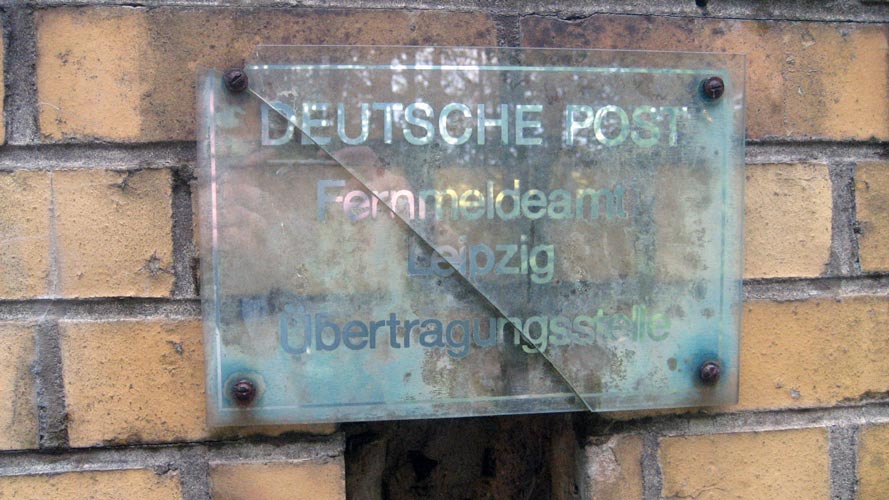 DEUTSCHE POST
Fernmeldeamt
Leipzig
Übertragungsstelle